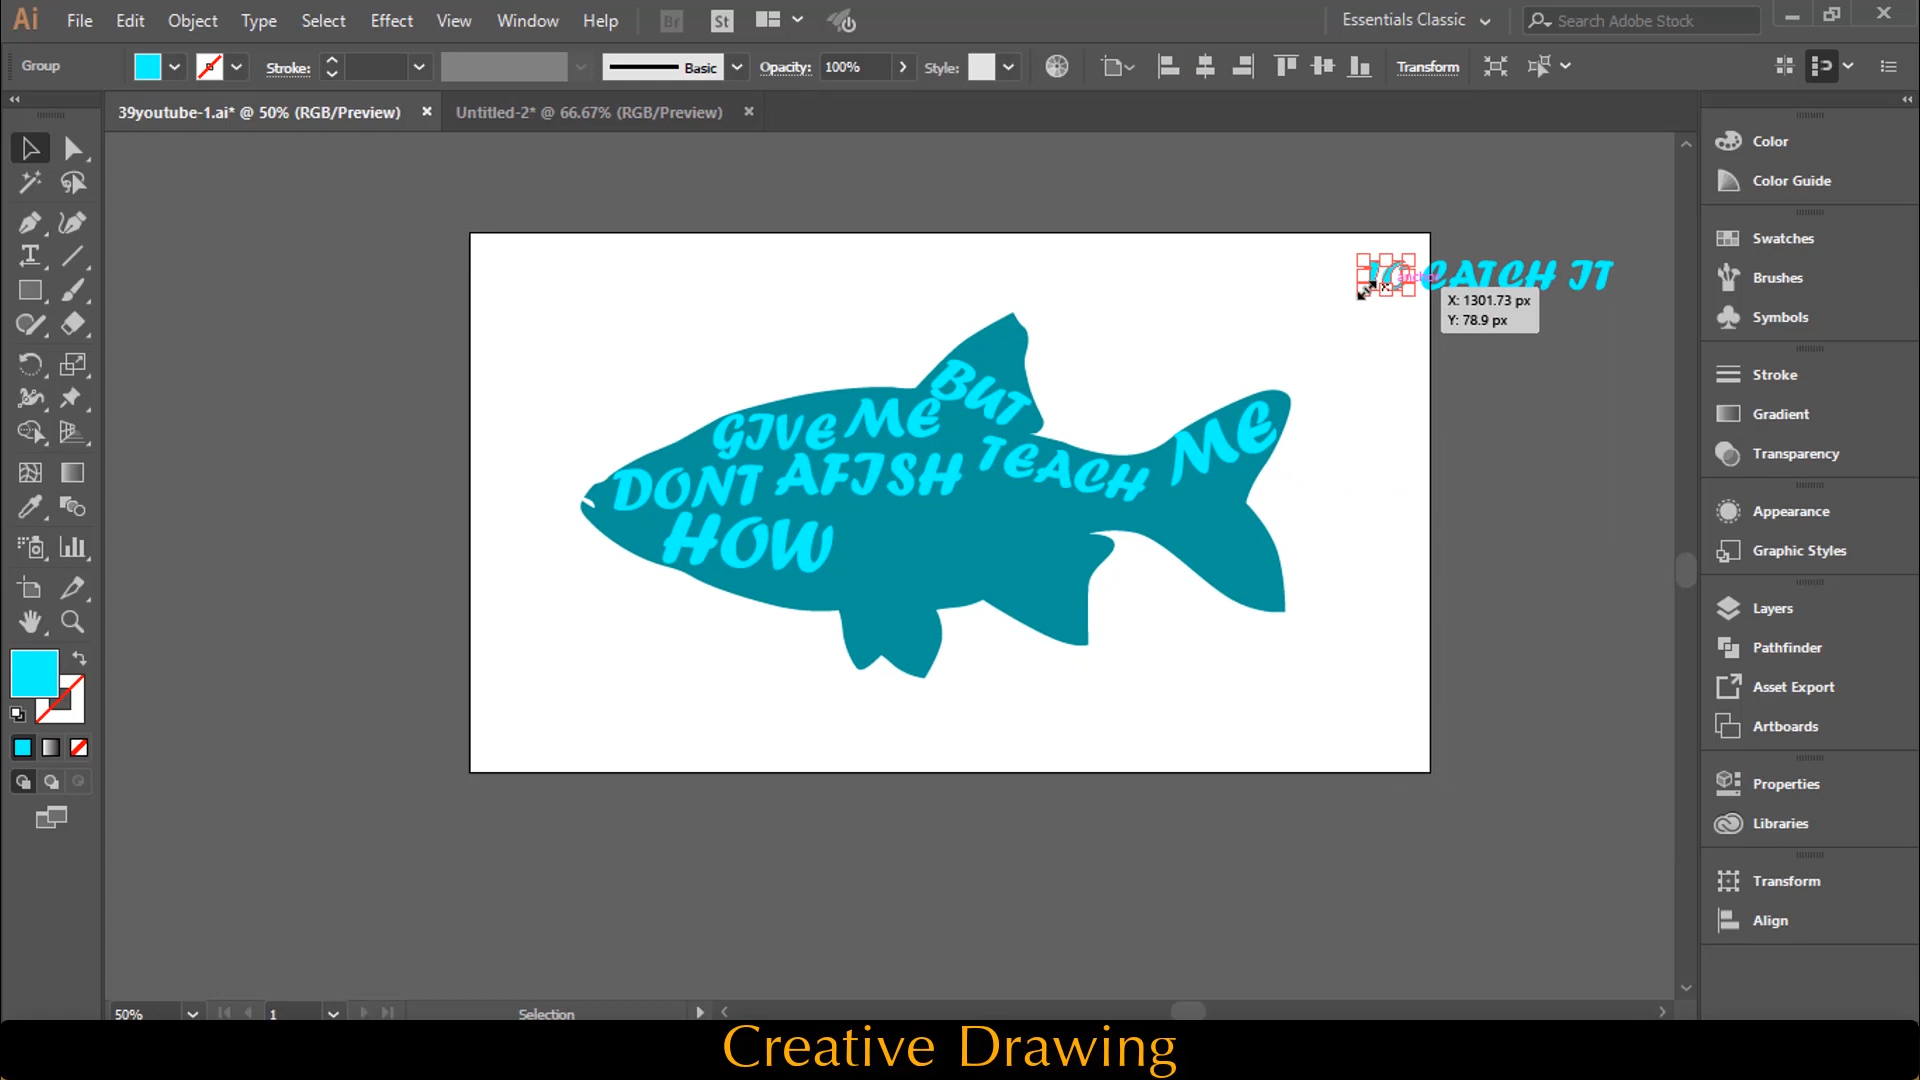 Ai File Edit Object Type Select Effect View Window Help Br St Essentials Classic Search Adobe Stock
Group Stroke: Basic Opacity: 100% Style: Transform
39youtube-1.ai* @ 50% (RGB/Preview) Untitled-2* @ 66.67% (RGB/Preview)
TO CATCH IT
anchor
X: 1301.73 px
Y: 78.9 px
BUT
GIVE ME
ME
DONT AFISH TEACH
HOW
Color
Color Guide
Swatches
Brushes
Symbols
Stroke
Gradient
Transparency
Appearance
Graphic Styles
Layers
Pathfinder
Asset Export
Artboards
Properties
Libraries
Transform
Align
50% 1 Selection
Creative Drawing